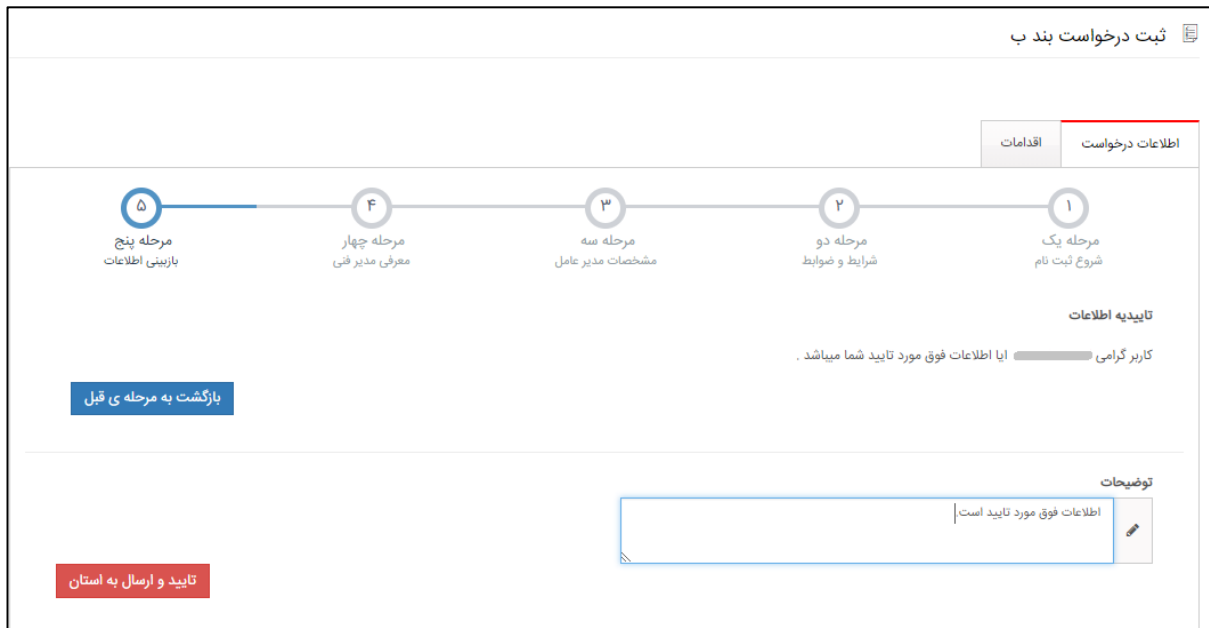 ثبت درخواست بند ب
اطلاعات درخواست
اقدامات
۱
مرحله یک
شروع ثبت نام
۲
مرحله دو
شرایط و ضوابط
۳
مرحله سه
مشخصات مدیر عامل
۴
مرحله چهار
معرفی مدیر فنی
۵
مرحله پنج
بازبینی اطلاعات
تاییدیه اطلاعات
کاربر گرامی ایا اطلاعات فوق مورد تایید شما میباشد .
بازگشت به مرحله ی قبل
توضیحات
اطلاعات فوق مورد تایید است.
تایید و ارسال به استان